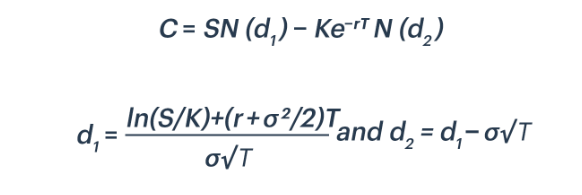 C = SN (d₁) – Ke⁻ʳᵀ N (d₂)
d₁ = ln(S/K)+(r+σ²/2)T / σ√T and d₂ = d₁– σ√T